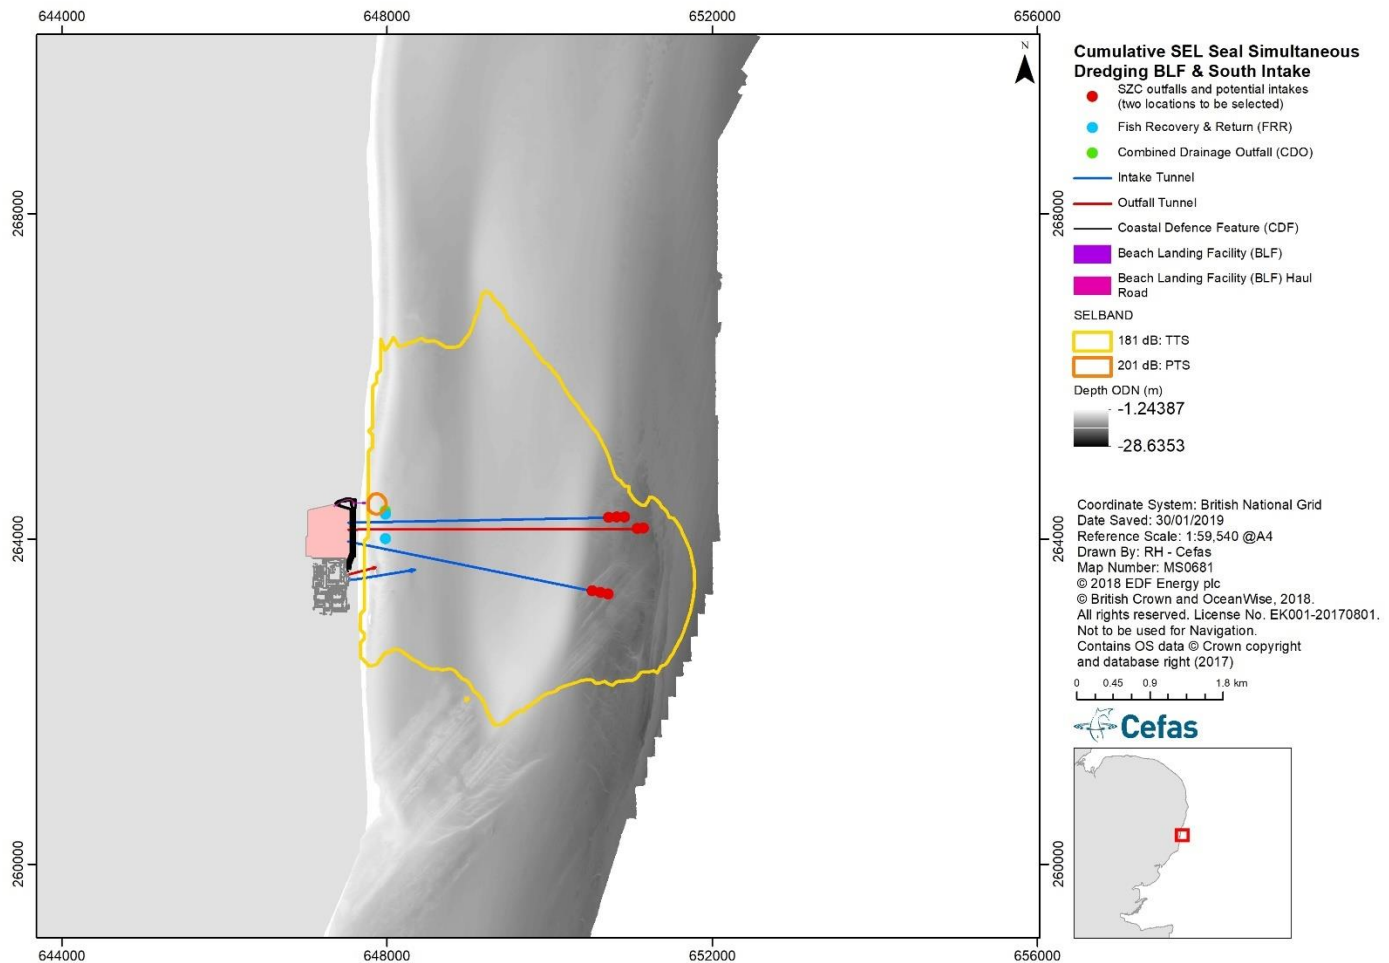 644000
648000
652000
656000
268000
264000
260000
268000
264000
260000
644000
648000
652000
656000
N
Cumulative SEL Seal Simultaneous
Dredging BLF & South Intake
SZC outfalls and potential intakes
(two locations to be selected)
Fish Recovery & Return (FRR)
Combined Drainage Outfall (CDO)
Intake Tunnel
Outfall Tunnel
Coastal Defence Feature (CDF)
Beach Landing Facility (BLF)
Beach Landing Facility (BLF) Haul
Road
SELBAND
181 dB: TTS
201 dB: PTS
Depth ODN (m)
-1.24387
-28.6353
Coordinate System: British National Grid
Date Saved: 30/01/2019
Reference Scale: 1:59,540 @A4
Drawn By: RH - Cefas
Map Number: MS0681
© 2018 EDF Energy plc
© British Crown and OceanWise, 2018.
All rights reserved. License No. EK001-20170801.
Not to be used for Navigation.
Contains OS data © Crown copyright
and database right (2017)
0 0.45 0.9 1.8 km
Cefas